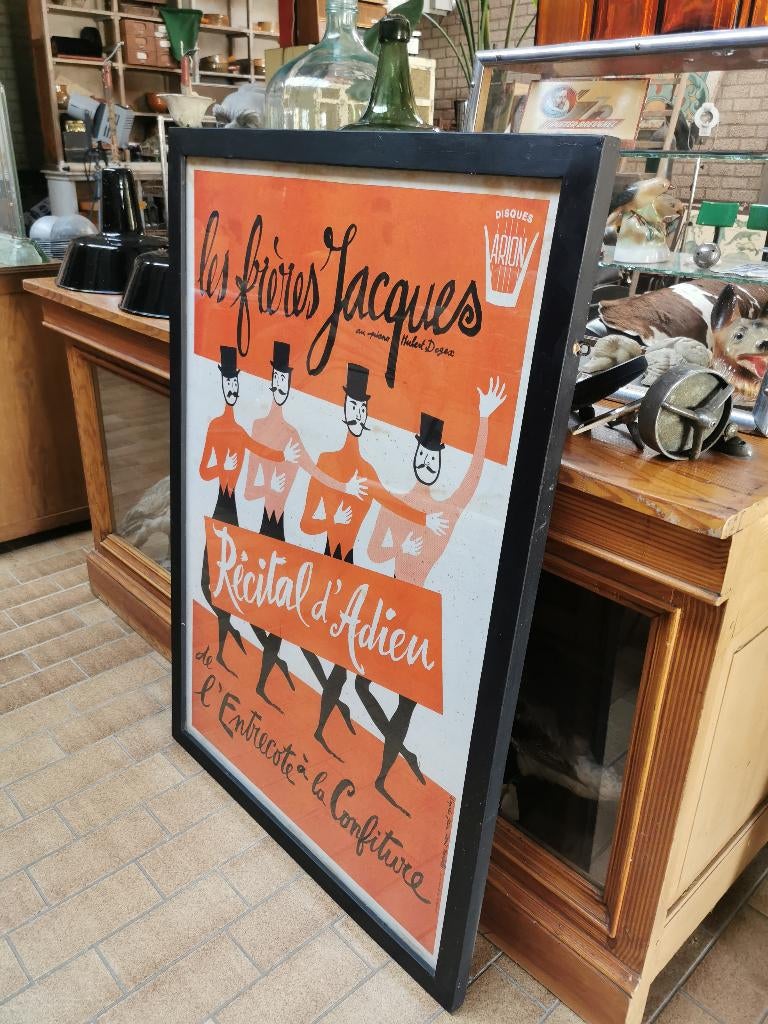 DISQUES
ARION
les frères Jacques
au piano Hubert Degex
Récital d'Adieu
de
l'Entrecote à la Confiture